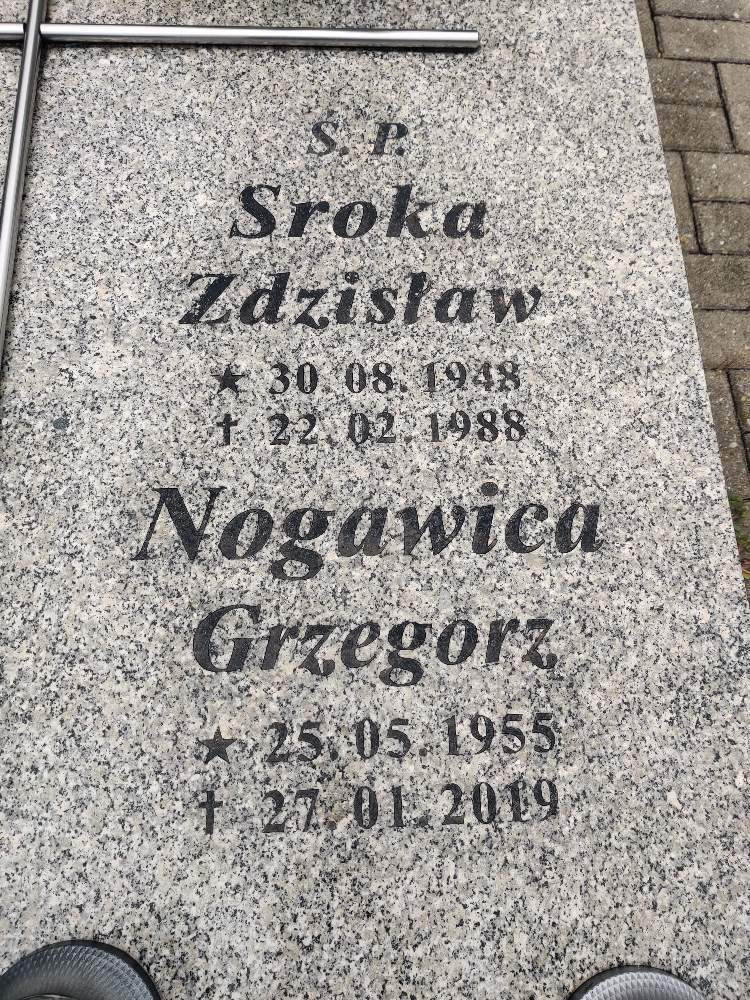 S. P.
Sroka
Zdzisław
★ 30. 08. 1948
† 22. 02. 1988
Nogawica
Grzegorz
★ 25. 05. 1955
† 27. 01. 2019